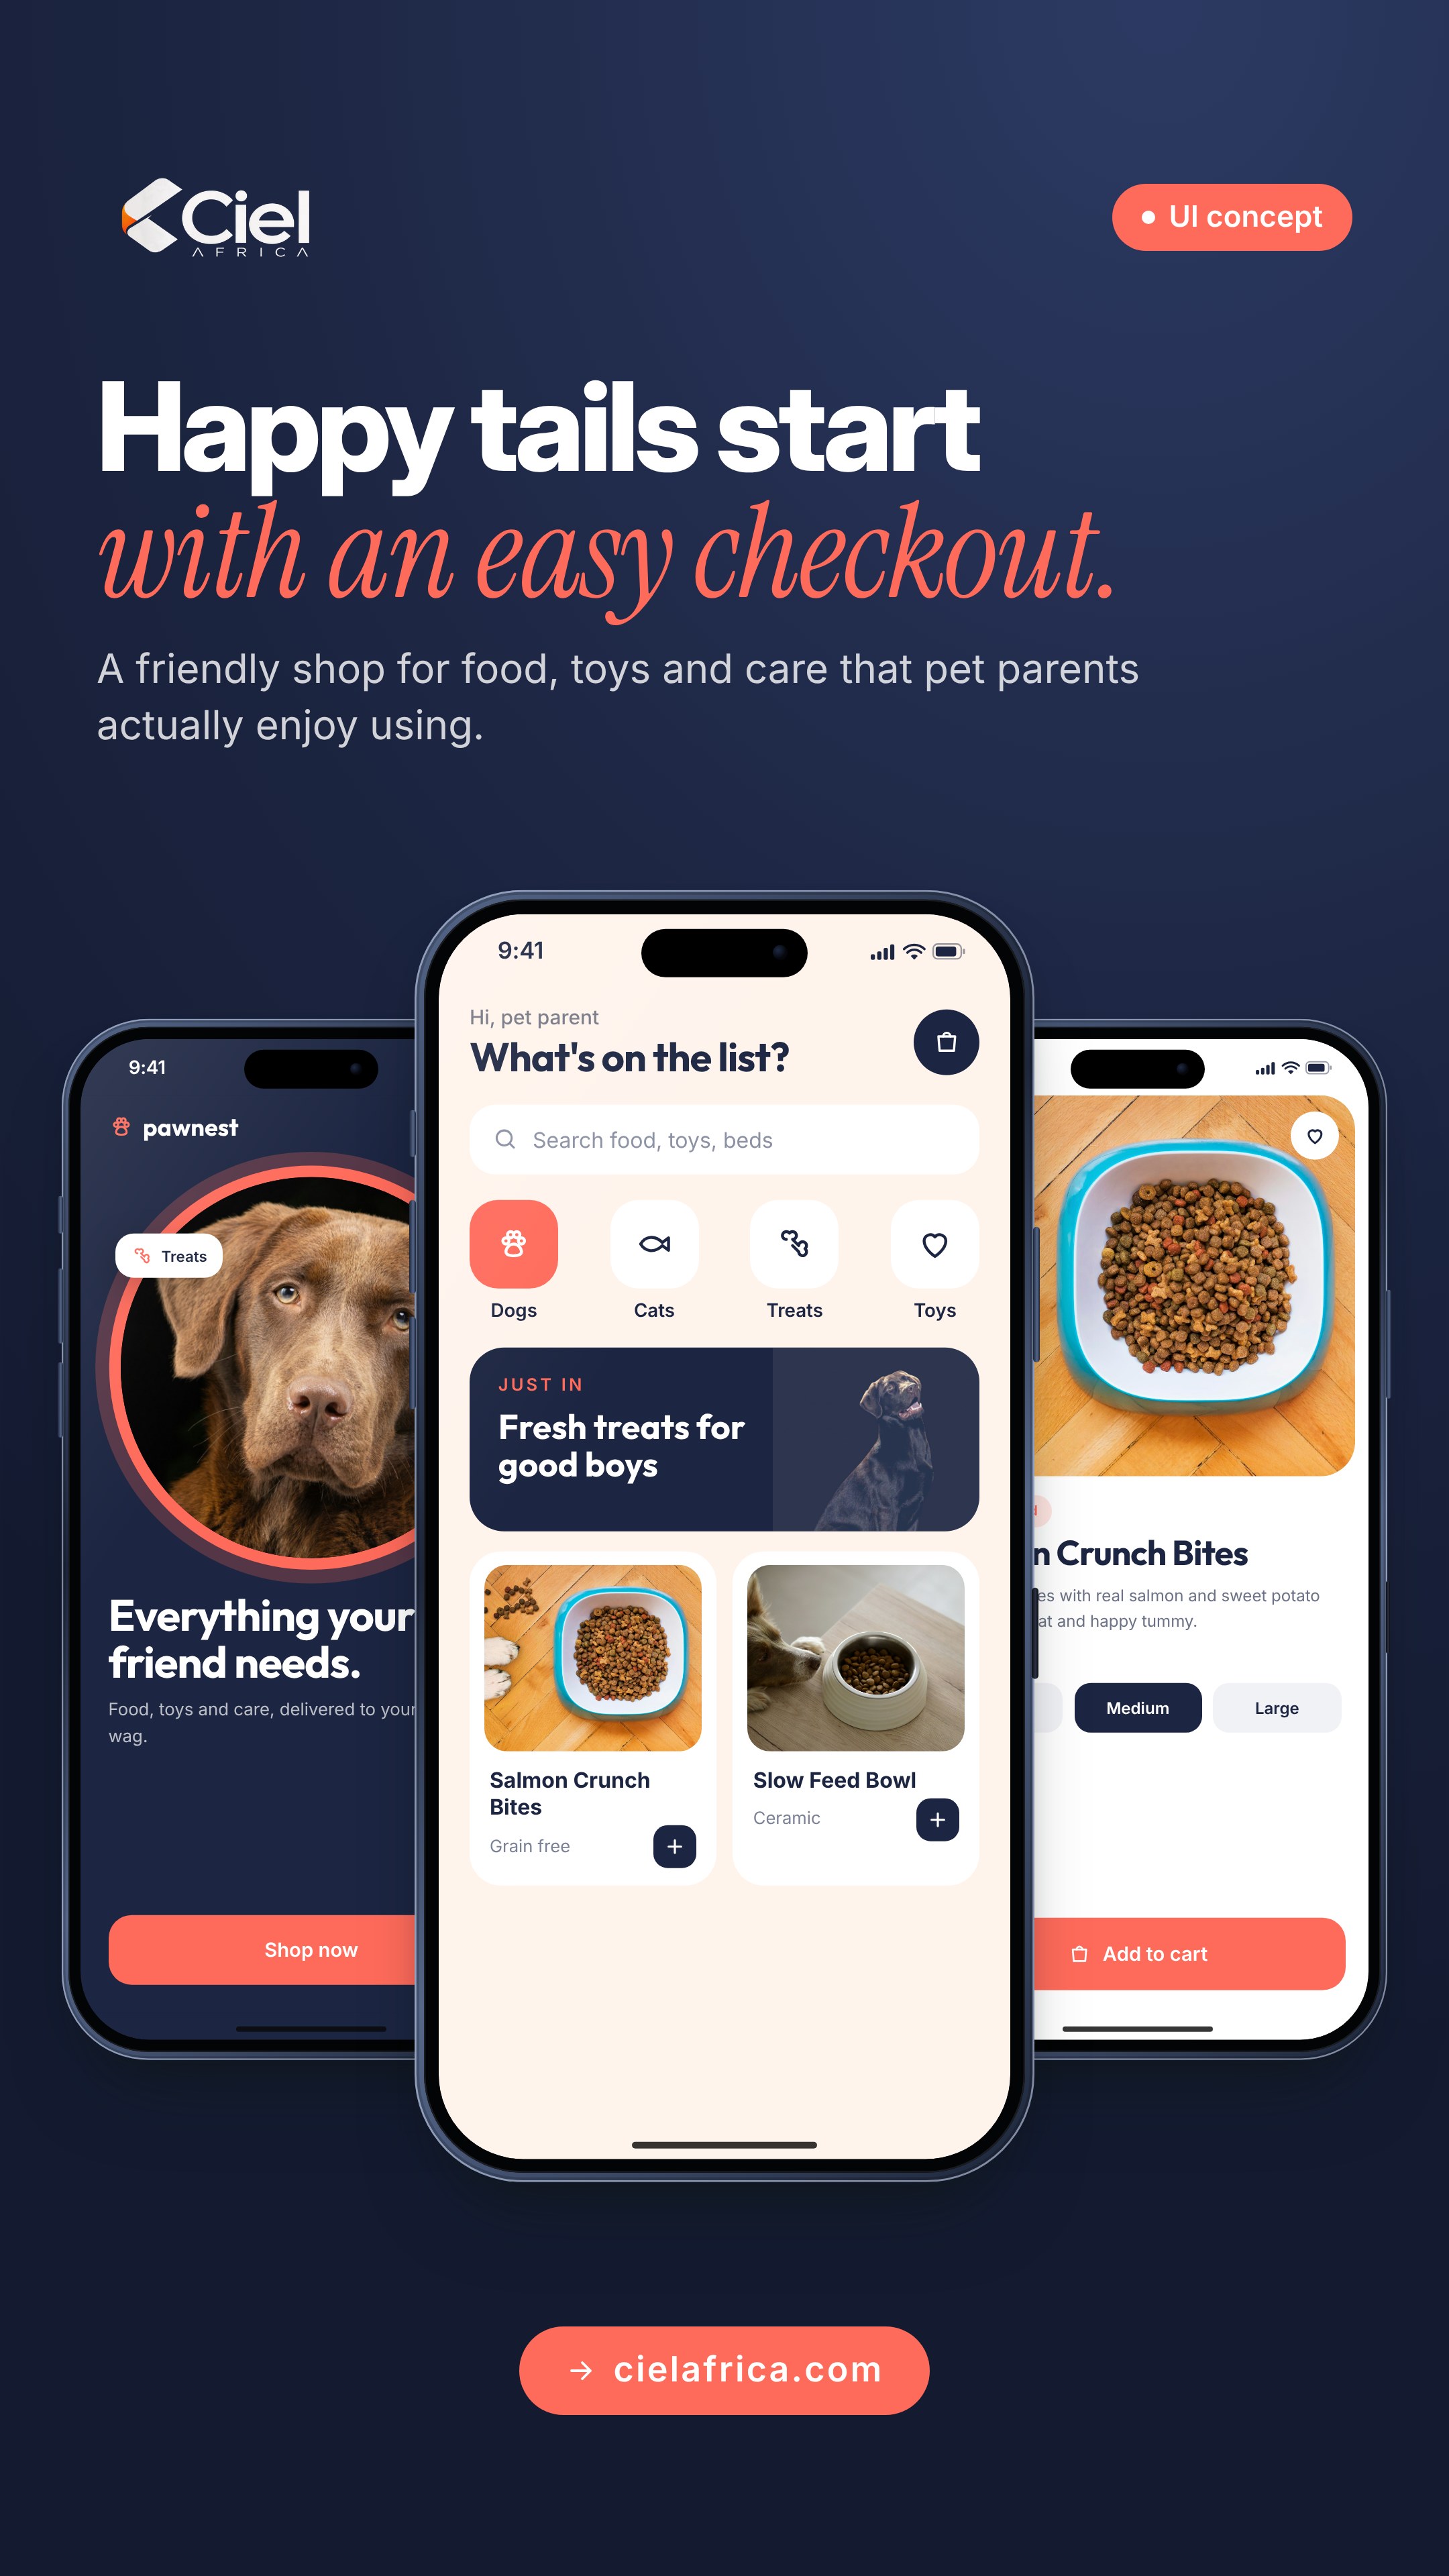 Ciel
AFRICA
UI concept
Happy tails start
with an easy checkout.
A friendly shop for food, toys and care that pet parents
actually enjoy using.
9:41
pawnest
Treats
Everything your
friend needs.
Food, toys and care, delivered to your
wag.
Shop now
9:41
Hi, pet parent
What's on the list?
Search food, toys, beds
Dogs
Cats
Treats
Toys
JUST IN
Fresh treats for
good boys
Salmon Crunch
Bites
Grain free
Slow Feed Bowl
Ceramic
n Crunch Bites
es with real salmon and sweet potato
at and happy tummy.
Medium
Large
Add to cart
→ cielafrica.com